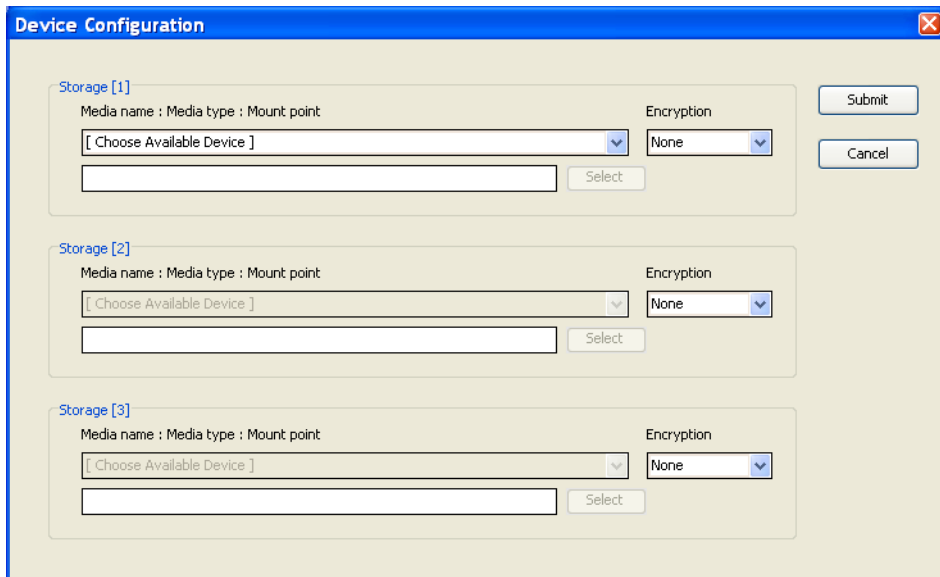 Device Configuration
Storage [1]
Media name : Media type : Mount point Encryption
[ Choose Available Device ] None
Select
Submit
Cancel
Storage [2]
Media name : Media type : Mount point Encryption
[ Choose Available Device ] None
Select
Storage [3]
Media name : Media type : Mount point Encryption
[ Choose Available Device ] None
Select